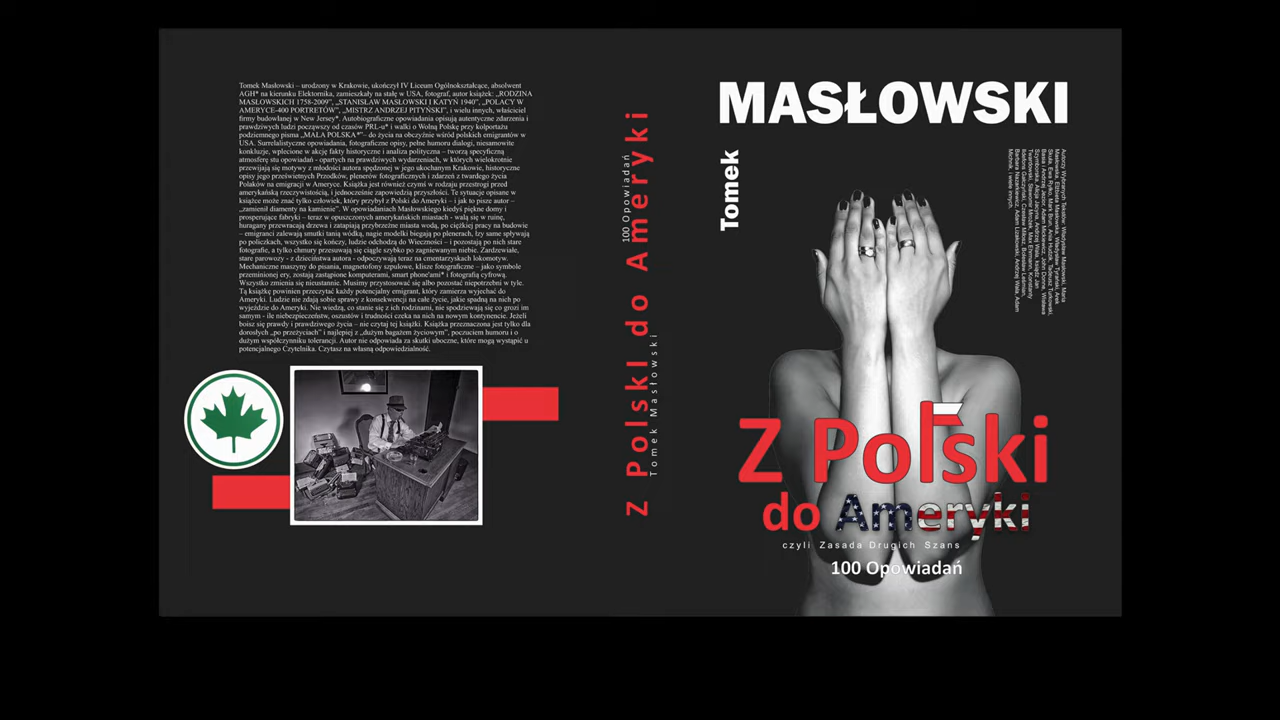 Tomek Masłowski – urodzony w Krakowie, ukończył IV Liceum Ogólnokształcące, absolwent
AGH* na kierunku Elektornika, zamieszkały na stałę w USA, fotograf, autor książek: „RODZINA
MASŁOWSKICH 1758-2009”, „STANISŁAW MASŁOWSKI I KATYŃ 1940”, „POLACY W
AMERYCE-400 PORTRETÓW”, „MISTRZ ANDRZEJ PITYŃSKI”, i wielu innych, właściciel
firmy budowlanej w New Jersey*. Autobiograficzne opowiadania opisują autentyczne zdarzenia i
prawdziwych ludzi począwszy od czasów PRL-u* i walki o Wolną Polskę przy kolportażu
podziemnego pisma „MAŁA POLSKA*”– do życia na obczyźnie wśród polskich emigrantów w
USA. Surrealistyczne opowiadania, fotograficzne opisy, pełne humoru dialogi, niesamowite
konkluzje, wplecione w akcję fakty historyczne i analiza polityczna – tworzą specyficzną
atmosferę stu opowiadań - opartych na prawdziwych wydarzeniach, w których wielokrotnie
przewijają się motywy z młodości autora spędzonej w jego ukochanym Krakowie, historyczne
opisy jego prześwietnych Przodków, plenerów fotograficznych i zdarzeń z twardego życia
Polaków na emigracji w Ameryce. Książka jest również czymś w rodzaju przestrogi przed
amerykańską rzeczywistością, i jednocześnie zapowiedzią przyszłości. Te sytuacje opisane w
książce może znać tylko człowiek, który przybył z Polski do Ameryki – i jak to pisze autor –
„zamienił diamenty na kamienie”. W opowiadaniach Masłowskiego kiedyś piękne domy i
prosperujące fabryki – teraz w opuszczonych amerykańskich miastach - walą się w ruinę,
huragany przewracają drzewa i zatapiają przybrzeżne miasta wodą, po ciężkiej pracy na budowie
– emigranci zalewają smutki tanią wódką, nagie modelki biegają po plenerach, łzy same spływają
po policzkach, wszystko się kończy, ludzie odchodzą do Wieczności – i pozostają po nich stare
fotografie, a tylko chmury przesuwają się ciągle szybko po zagniewanym niebie. Zardzewiałe,
stare parowozy - z dzieciństwa autora - odpoczywają teraz na cmentarzyskach lokomotyw.
Mechaniczne maszyny do pisania, magnetofony szpulowe, klisze fotograficzne – jako symbole
przeminionej ery, zostają zastąpione komputerami, smart phone'ami* i fotografią cyfrową.
Wszystko zmienia się nieustannie. Musimy przystosować się albo pozostać niepotrzebni w tyle.
Tą książkę powinien przeczytać każdy potencjalny emigrant, który zamierza wyjechać do
Ameryki. Ludzie nie zdają sobie sprawy z konsekwencji na całe życie, jakie spadną na nich po
wyjeździe do Ameryki. Nie wiedzą, co stanie się z ich rodzinami, nie spodziewają się co grozi im
samym - ile niebezpieczeństw, oszustów i trudności czeka na nich na nowym kontynencie. Jeżeli
boisz się prawdy i prawdziwego życia – nie czytaj tej książki. Książka przeznaczona jest tylko dla
dorosłych „po przeżyciach” i najlepiej z „dużym bagażem życiowym”, poczuciem humoru i o
dużym współczynniku tolerancji. Autor nie odpowiada za skutki uboczne, które mogą wystąpić u
potencjalnego Czytelnika. Czytasz na własną odpowiedzialność.
Z Polski do Ameryki
100 Opowiadań
Tomek Masłowski
MASŁOWSKI
Tomek
Z Polski
do Ameryki
czyli Zasada Drugich Szans
100 Opowiadań